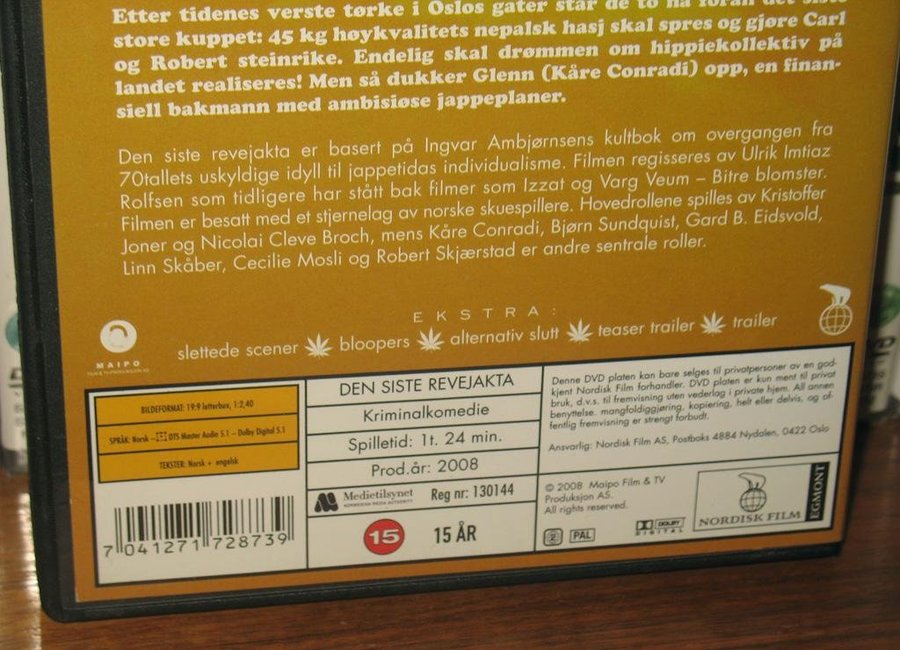 Etter tidenes verste tørke i Oslos gater står de to nå foran det siste
store kuppet: 45 kg høykvalitets nepalsk hasj skal spres og gjøre Carl
og Robert steinrike. Endelig skal drømmen om hippiekollektiv på
landet realiseres! Men så dukker Glenn (Kåre Conradi) opp, en finan-
siell bakmann med ambisiøse jappeplaner.
Den siste revejakta er basert på Ingvar Ambjørnsens kultbok om overgangen fra
70tallets uskyldige idyll til jappetidas individualisme. Filmen regisseres av Ulrik Imtiaz
Rolfsen som tidligere har stått bak filmer som Izzat og Varg Veum – Bitre blomster.
Filmen er besatt med et stjernelag av norske skuespillere. Hovedrollene spilles av Kristoffer
Joner og Nicolai Cleve Broch, mens Kåre Conradi, Bjørn Sundquist, Gard B. Eidsvold,
Linn Skåber, Cecilie Mosli og Robert Skjærstad er andre sentrale roller.
EKSTRA:
slettede scener bloopers alternativ slutt teaser trailer trailer
MAIPO
FILM & TV PRODUKSJON AS
BILDEFORMAT: 19:9 letterbox, 1:2,40
SPRÅK: Norsk – DTS Master Audio 5.1 – Dolby Digital 5.1
TEKSTER: Norsk + engelsk
7 041271 728739
DEN SISTE REVEJAKTA
Kriminalkomedie
Spilletid: 1t. 24 min.
Prod.år: 2008
Medietilsynet
NORWEGIAN MEDIA AUTHORITY
Reg nr: 130144
15 15 ÅR
Denne DVD platen kan bare selges til privatpersoner av en god-
kjent Nordisk Film forhandler. DVD platen er kun ment til privat
bruk, d.v.s. til fremvisning uten vederlag i private hjem. All annen
benyttelse, mangfoldiggjøring, kopiering, helt eller delvis, og of-
fentlig fremvisning er strengt forbudt.
Ansvarlig: Nordisk Film AS, Postboks 4884 Nydalen, 0422 Oslo
© 2008 Maipo Film & TV
Produksjon AS.
All rights reserved.
2 PAL
DOLBY
DIGITAL
NORDISK FILM
EGMONT